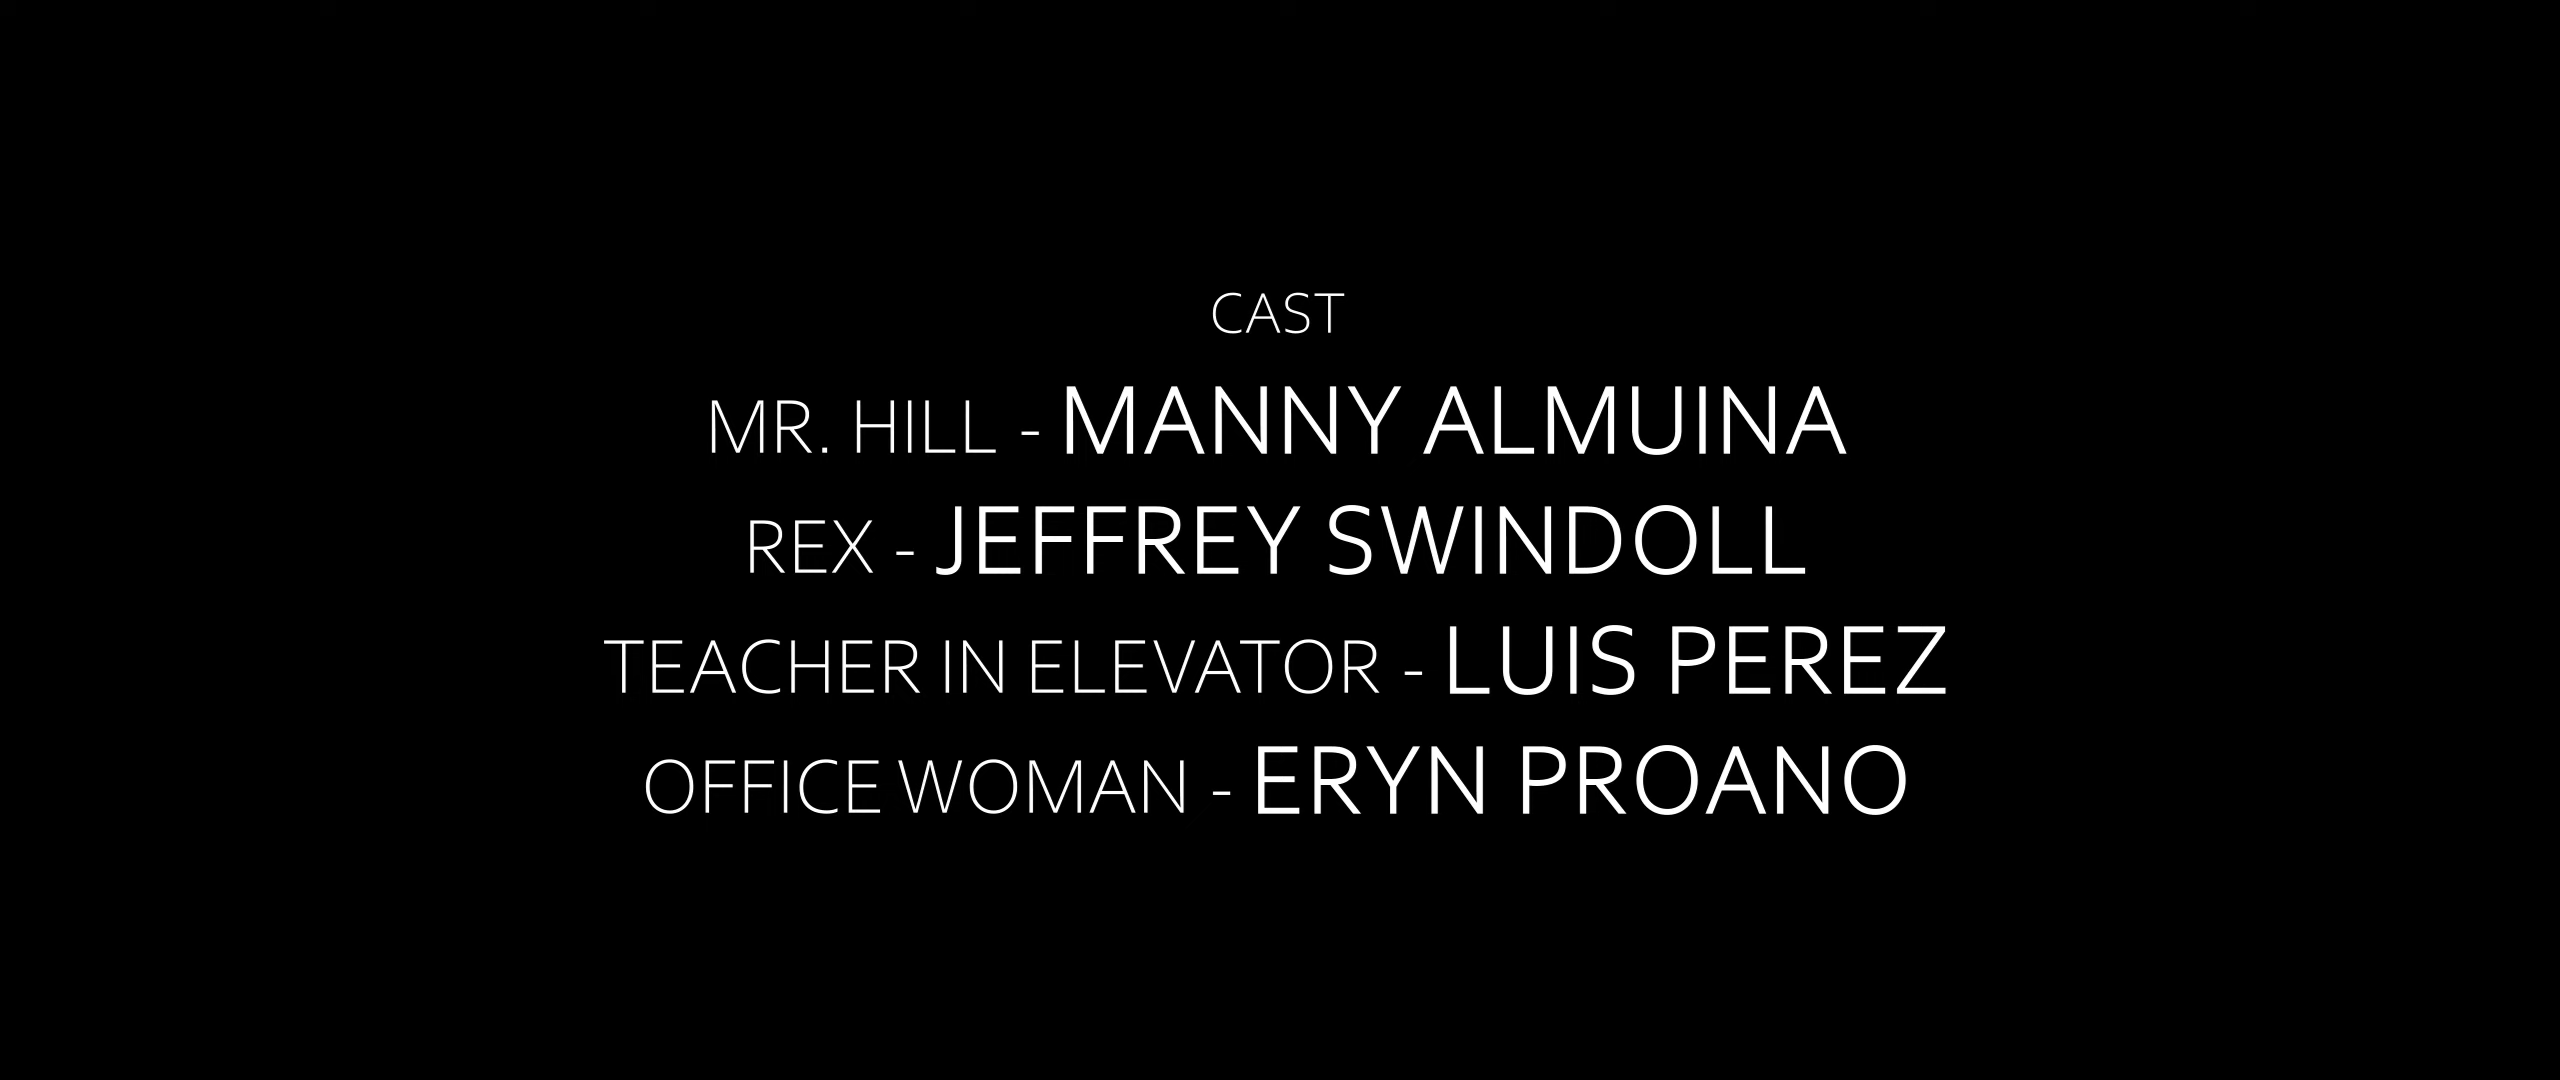 CAST
MR. HILL - MANNY ALMUINA
REX - JEFFREY SWINDOLL
TEACHER IN ELEVATOR - LUIS PEREZ
OFFICE WOMAN - ERYN PROANO